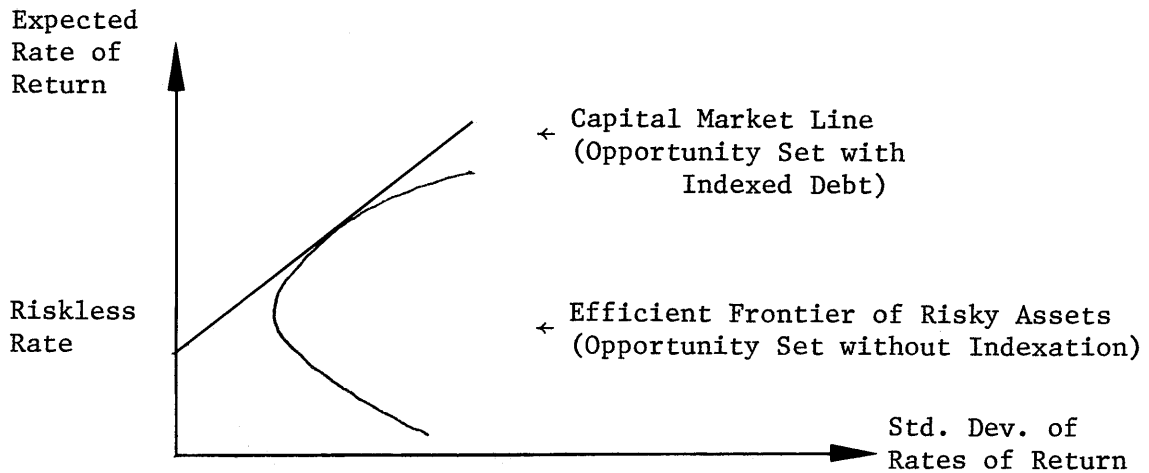 Expected
Rate of
Return
← Capital Market Line
(Opportunity Set with
Indexed Debt)
Riskless
Rate
← Efficient Frontier of Risky Assets
(Opportunity Set without Indexation)
Std. Dev. of
Rates of Return